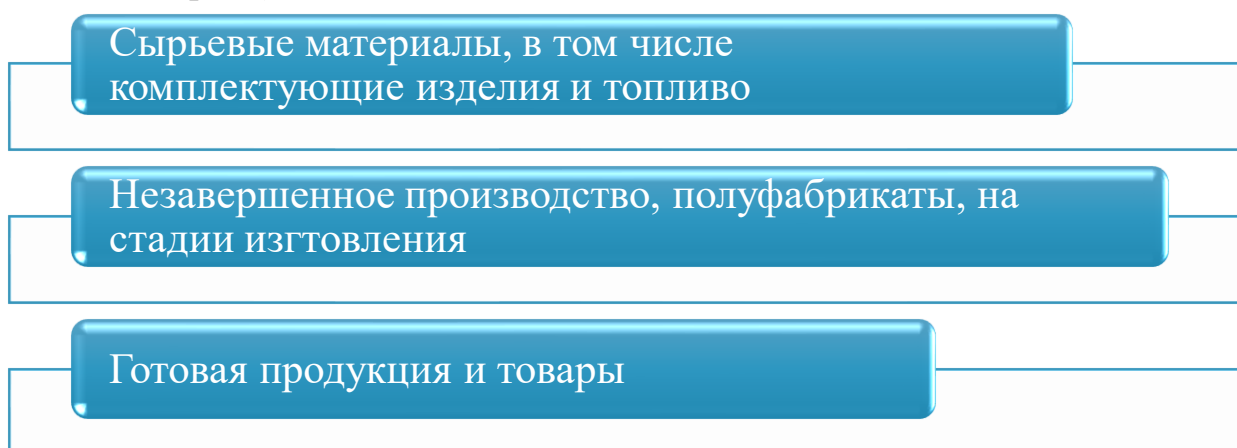 Сырьевые материалы, в том числе
комплектующие изделия и топливо
Незавершенное производство, полуфабрикаты, на
стадии изгтовления
Готовая продукция и товары